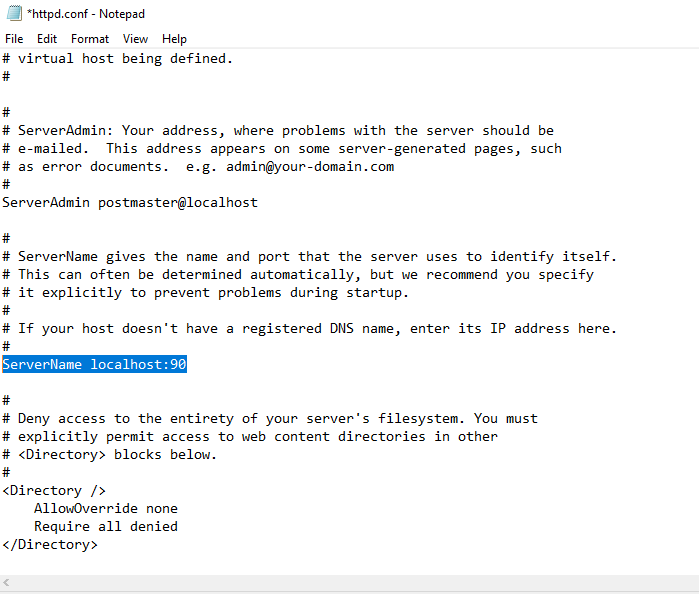 *httpd.conf - Notepad
File Edit Format View Help
# virtual host being defined.
#
#
# ServerAdmin: Your address, where problems with the server should be
# e-mailed.  This address appears on some server-generated pages, such
# as error documents.  e.g. admin@your-domain.com
#
ServerAdmin postmaster@localhost
#
# ServerName gives the name and port that the server uses to identify itself.
# This can often be determined automatically, but we recommend you specify
# it explicitly to prevent problems during startup.
#
# If your host doesn't have a registered DNS name, enter its IP address here.
#
ServerName localhost:90
#
# Deny access to the entirety of your server's filesystem. You must
# explicitly permit access to web content directories in other
# <Directory> blocks below.
#
<Directory />
    AllowOverride none
    Require all denied
</Directory>